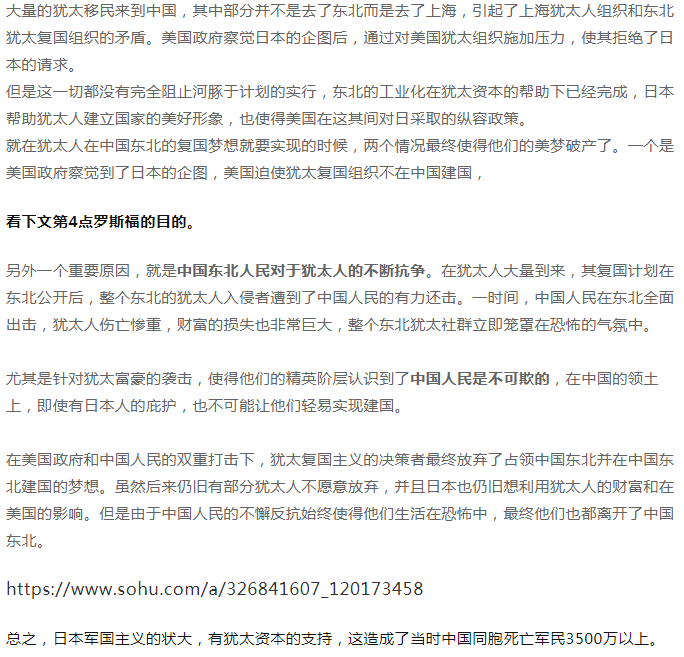 大量的犹太移民来到中国，其中部分并不是去了东北而是去了上海，引起了上海犹太人组织和东北
犹太复国组织的矛盾。美国政府察觉日本的企图后，通过对美国犹太组织施加压力，使其拒绝了日
本的请求。
但是这一切都没有完全阻止河豚于计划的实行，东北的工业化在犹太资本的帮助下已经完成，日本
帮助犹太人建立国家的美好形象，也使得美国在这其间对日采取的纵容政策。
就在犹太人在中国东北的复国梦想就要实现的时候，两个情况最终使得他们的美梦破产了。一个是
美国政府察觉到了日本的企图，美国迫使犹太复国组织不在中国建国，
看下文第4点罗斯福的目的。
另外一个重要原因，就是中国东北人民对于犹太人的不断抗争。在犹太人大量到来，其复国计划在
东北公开后，整个东北的犹太人入侵者遭到了中国人民的有力还击。一时间，中国人民在东北全面
出击，犹太人伤亡惨重，财富的损失也非常巨大，整个东北犹太社群立即笼罩在恐怖的气氛中。
尤其是针对犹太富豪的袭击，使得他们的精英阶层认识到了中国人民是不可欺的，在中国的领土
上，即使有日本人的庇护，也不可能让他们轻易实现建国。
在美国政府和中国人民的双重打击下，犹太复国主义的决策者最终放弃了占领中国东北并在中国东
北建国的梦想。虽然后来仍旧有部分犹太人不愿意放弃，并且日本也仍旧想利用犹太人的财富和在
美国的影响。但是由于中国人民的不懈反抗始终使得他们生活在恐怖中，最终他们也都离开了中国
东北。
https://www.sohu.com/a/326841607_120173458
总之，日本军国主义的状大，有犹太资本的支持，这造成了当时中国同胞死亡军民3500万以上。